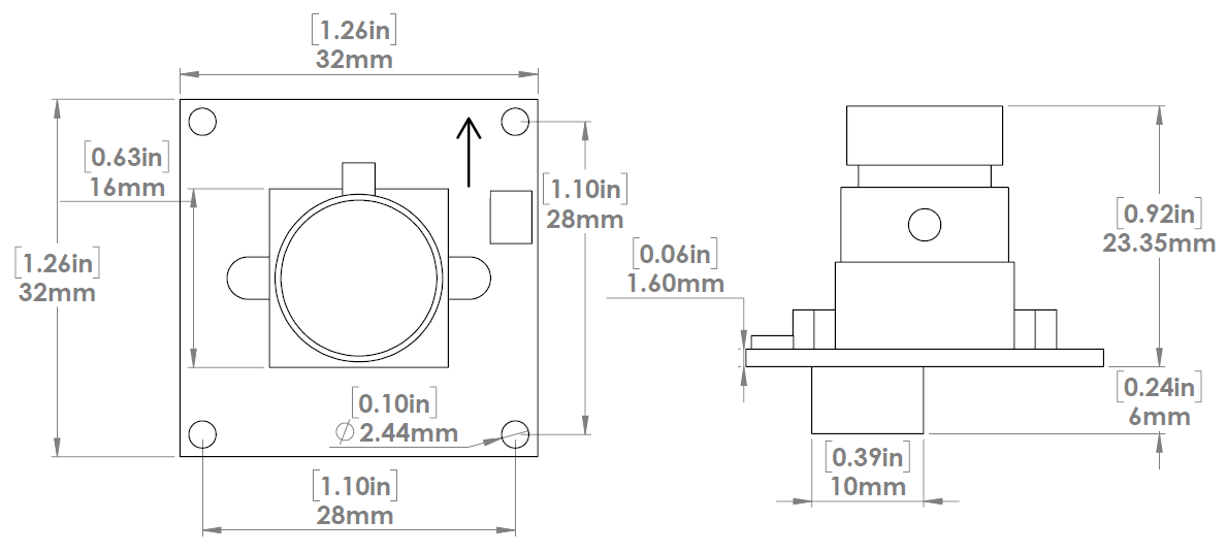 [1.26in]
32mm
[0.63in]
16mm
[1.26in]
32mm
[1.10in]
28mm
[0.10in]
∅ 2.44mm
[1.10in]
28mm
[0.92in]
23.35mm
[0.06in]
1.60mm
[0.24in]
6mm
[0.39in]
10mm